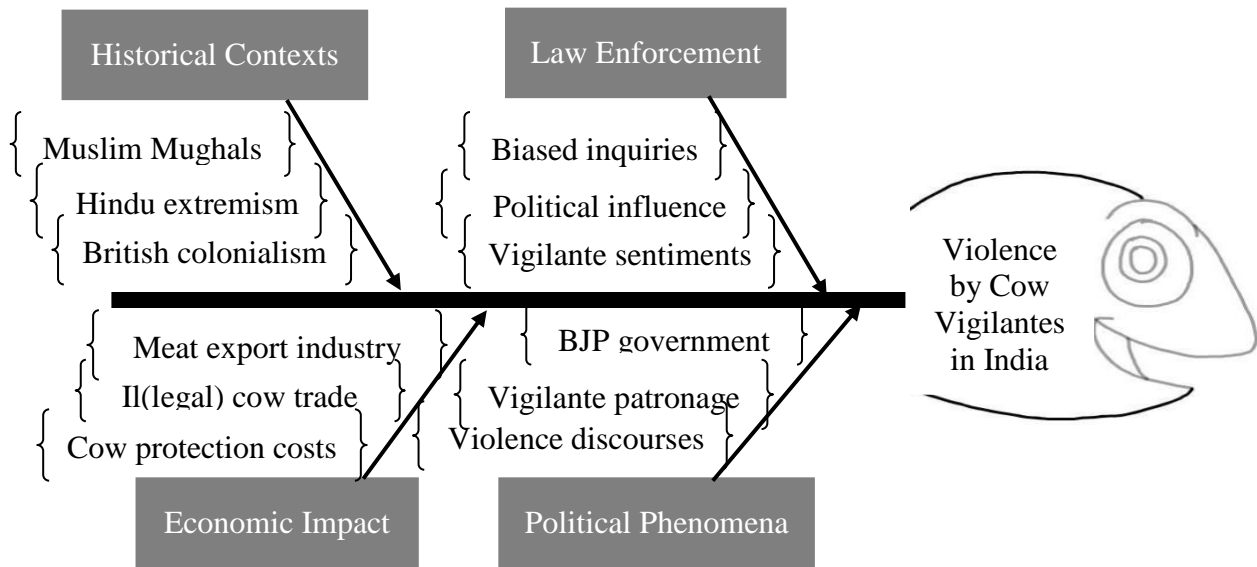 Historical Contexts
Muslim Mughals
Hindu extremism
British colonialism
Law Enforcement
Biased inquiries
Political influence
Vigilante sentiments
Meat export industry
Il(legal) cow trade
Cow protection costs
Economic Impact
BJP government
Vigilante patronage
Violence discourses
Political Phenomena
Violence
by Cow
Vigilantes
in India